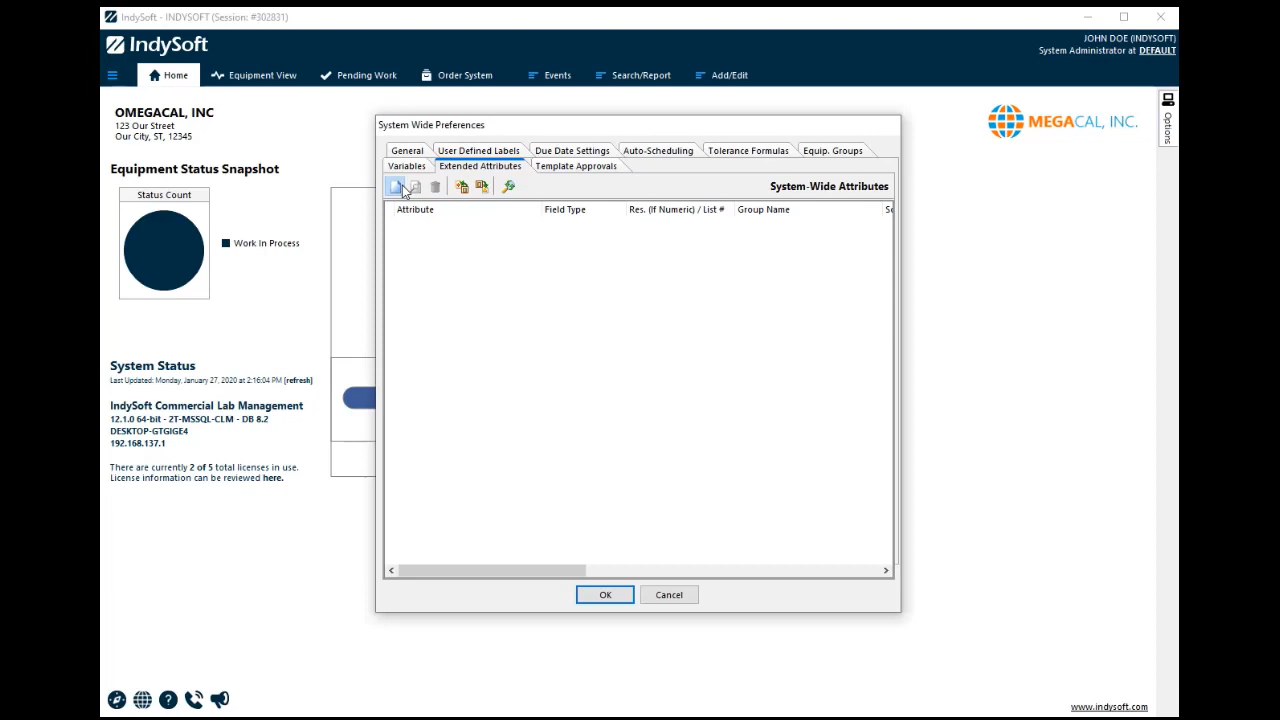 IndySoft - INDYSOFT (Session: #302831)
IndySoft
JOHN DOE (INDYSOFT)
System Administrator at DEFAULT
Home
Equipment View
Pending Work
Order System
Events
Search/Report
Add/Edit
OMEGACAL, INC
123 Our Street
Our City, ST, 12345
MEGACAL, INC.
Options
Equipment Status Snapshot
Status Count
Work In Process
System Status
Last Updated: Monday, January 27, 2020 at 2:16:04 PM [refresh]
IndySoft Commercial Lab Management
12.1.0 64-bit - 2T-MSSQL-CLM - DB 8.2
DESKTOP-GTGIGE4
192.168.137.1
There are currently 2 of 5 total licenses in use.
License information can be reviewed here.
System Wide Preferences
General
User Defined Labels
Due Date Settings
Auto-Scheduling
Tolerance Formulas
Equip. Groups
Variables
Extended Attributes
Template Approvals
System-Wide Attributes
Attribute
Field Type
Res. (If Numeric) / List #
Group Name
OK
Cancel
www.indysoft.com